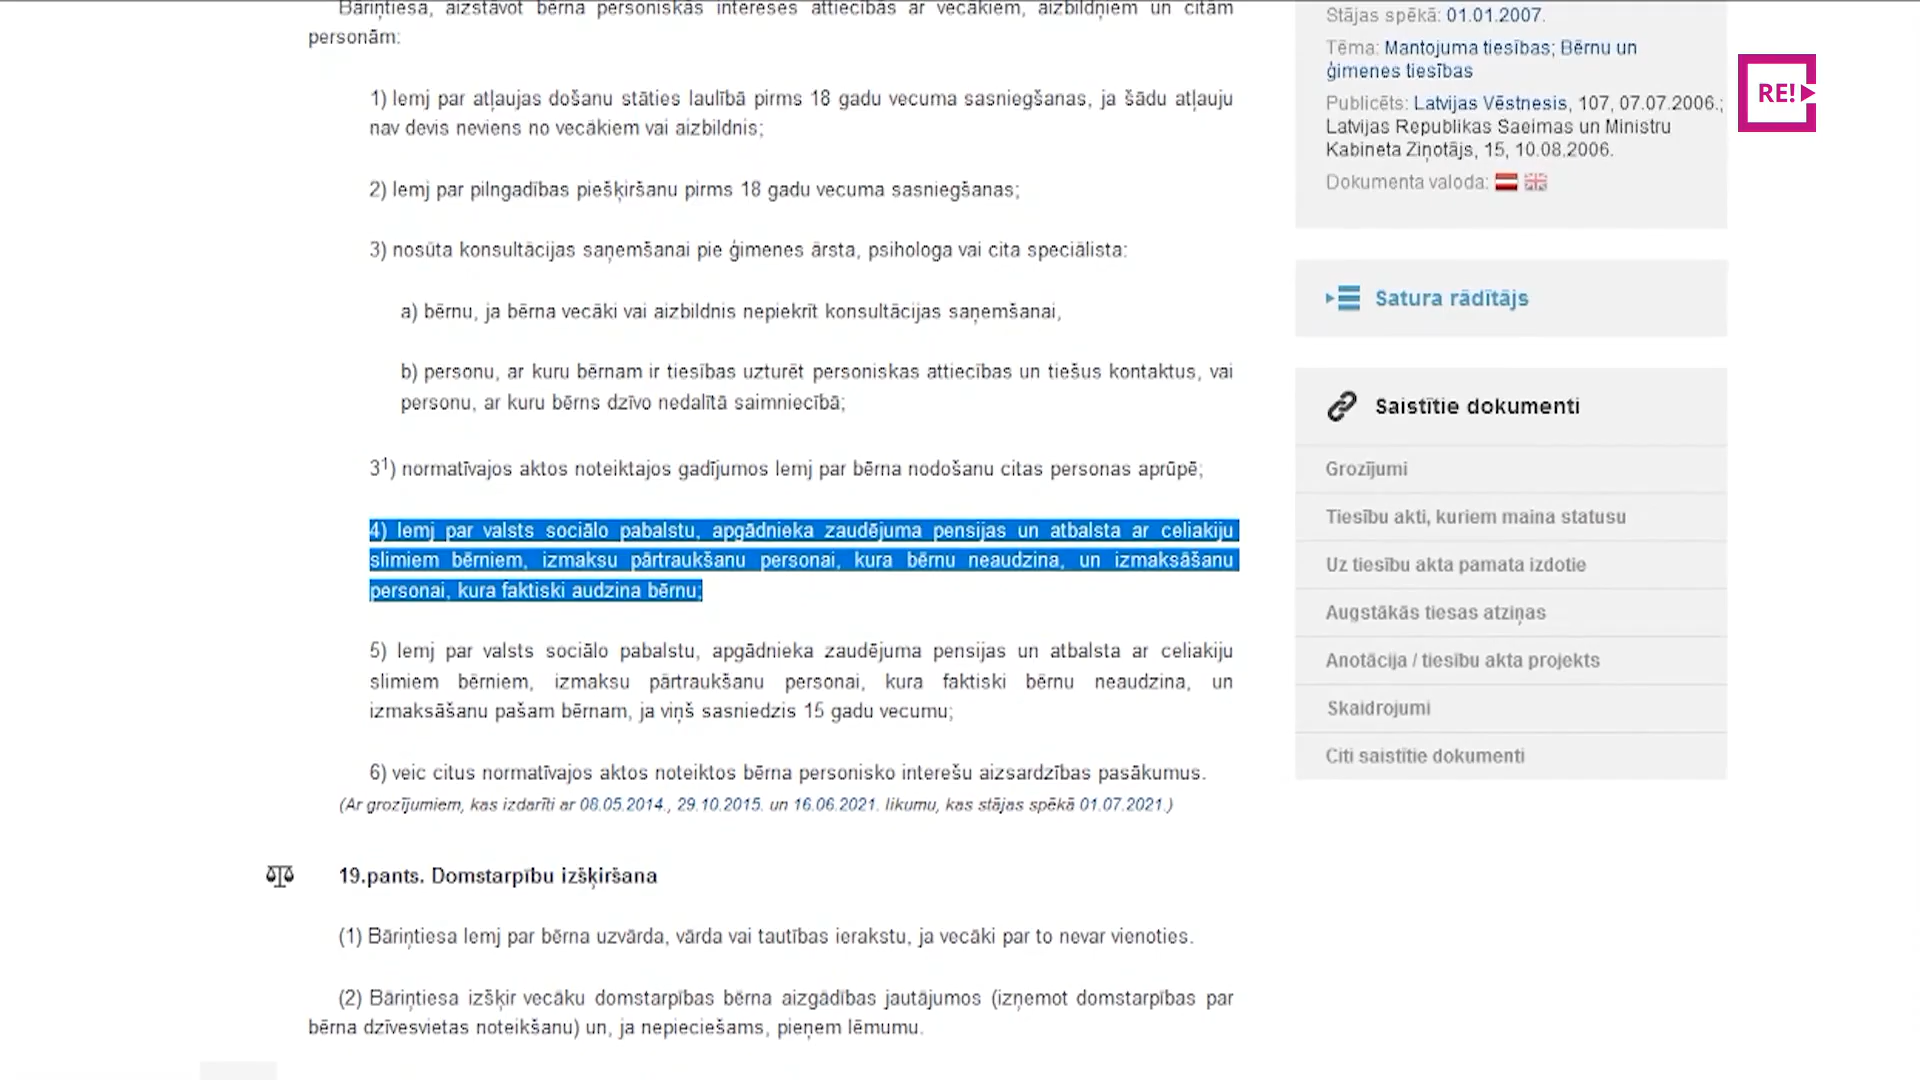 Bāriņtiesa, aizstāvot bērna personiskās intereses attiecībās ar vecākiem, aizbildņiem un citām
personām:
1) lemj par atļaujas došanu stāties laulībā pirms 18 gadu vecuma sasniegšanas, ja šādu atļauju
nav devis neviens no vecākiem vai aizbildnis;
2) lemj par pilngadības piešķiršanu pirms 18 gadu vecuma sasniegšanas;
3) nosūta konsultācijas saņemšanai pie ģimenes ārsta, psihologa vai cita speciālista:
a) bērnu, ja bērna vecāki vai aizbildnis nepiekrīt konsultācijas saņemšanai,
b) personu, ar kuru bērnam ir tiesības uzturēt personiskas attiecības un tiešus kontaktus, vai
personu, ar kuru bērns dzīvo nedalītā saimniecībā;
3¹) normatīvajos aktos noteiktajos gadījumos lemj par bērna nodošanu citas personas aprūpē;
4) lemj par valsts sociālo pabalstu, apgādnieka zaudējuma pensijas un atbalsta ar celiakiju
slimiem bērniem, izmaksu pārtraukšanu personai, kura bērnu neaudzina, un izmaksāšanu
personai, kura faktiski audzina bērnu;
5) lemj par valsts sociālo pabalstu, apgādnieka zaudējuma pensijas un atbalsta ar celiakiju
slimiem bērniem, izmaksu pārtraukšanu personai, kura faktiski bērnu neaudzina, un
izmaksāšanu pašam bērnam, ja viņš sasniedzis 15 gadu vecumu;
6) veic citus normatīvajos aktos noteiktos bērna personisko interešu aizsardzības pasākumus.
(Ar grozījumiem, kas izdarīti ar 08.05.2014., 29.10.2015. un 16.06.2021. likumu, kas stājas spēkā 01.07.2021.)
19.pants. Domstarpību izšķiršana
(1) Bāriņtiesa lemj par bērna uzvārda, vārda vai tautības ierakstu, ja vecāki par to nevar vienoties.
(2) Bāriņtiesa izšķir vecāku domstarpības bērna aizgādības jautājumos (izņemot domstarpības par
bērna dzīvesvietas noteikšanu) un, ja nepieciešams, pieņem lēmumu.
Stājas spēkā: 01.01.2007.
Tēma: Mantojuma tiesības; Bērnu un
ģimenes tiesības
Publicēts: Latvijas Vēstnesis, 107, 07.07.2006.;
Latvijas Republikas Saeimas un Ministru
Kabineta Ziņotājs, 15, 10.08.2006.
Dokumenta valoda:
Satura rādītājs
Saistītie dokumenti
Grozījumi
Tiesību akti, kuriem maina statusu
Uz tiesību akta pamata izdotie
Augstākās tiesas atziņas
Anotācija / tiesību akta projekts
Skaidrojumi
Citi saistītie dokumenti
RE!